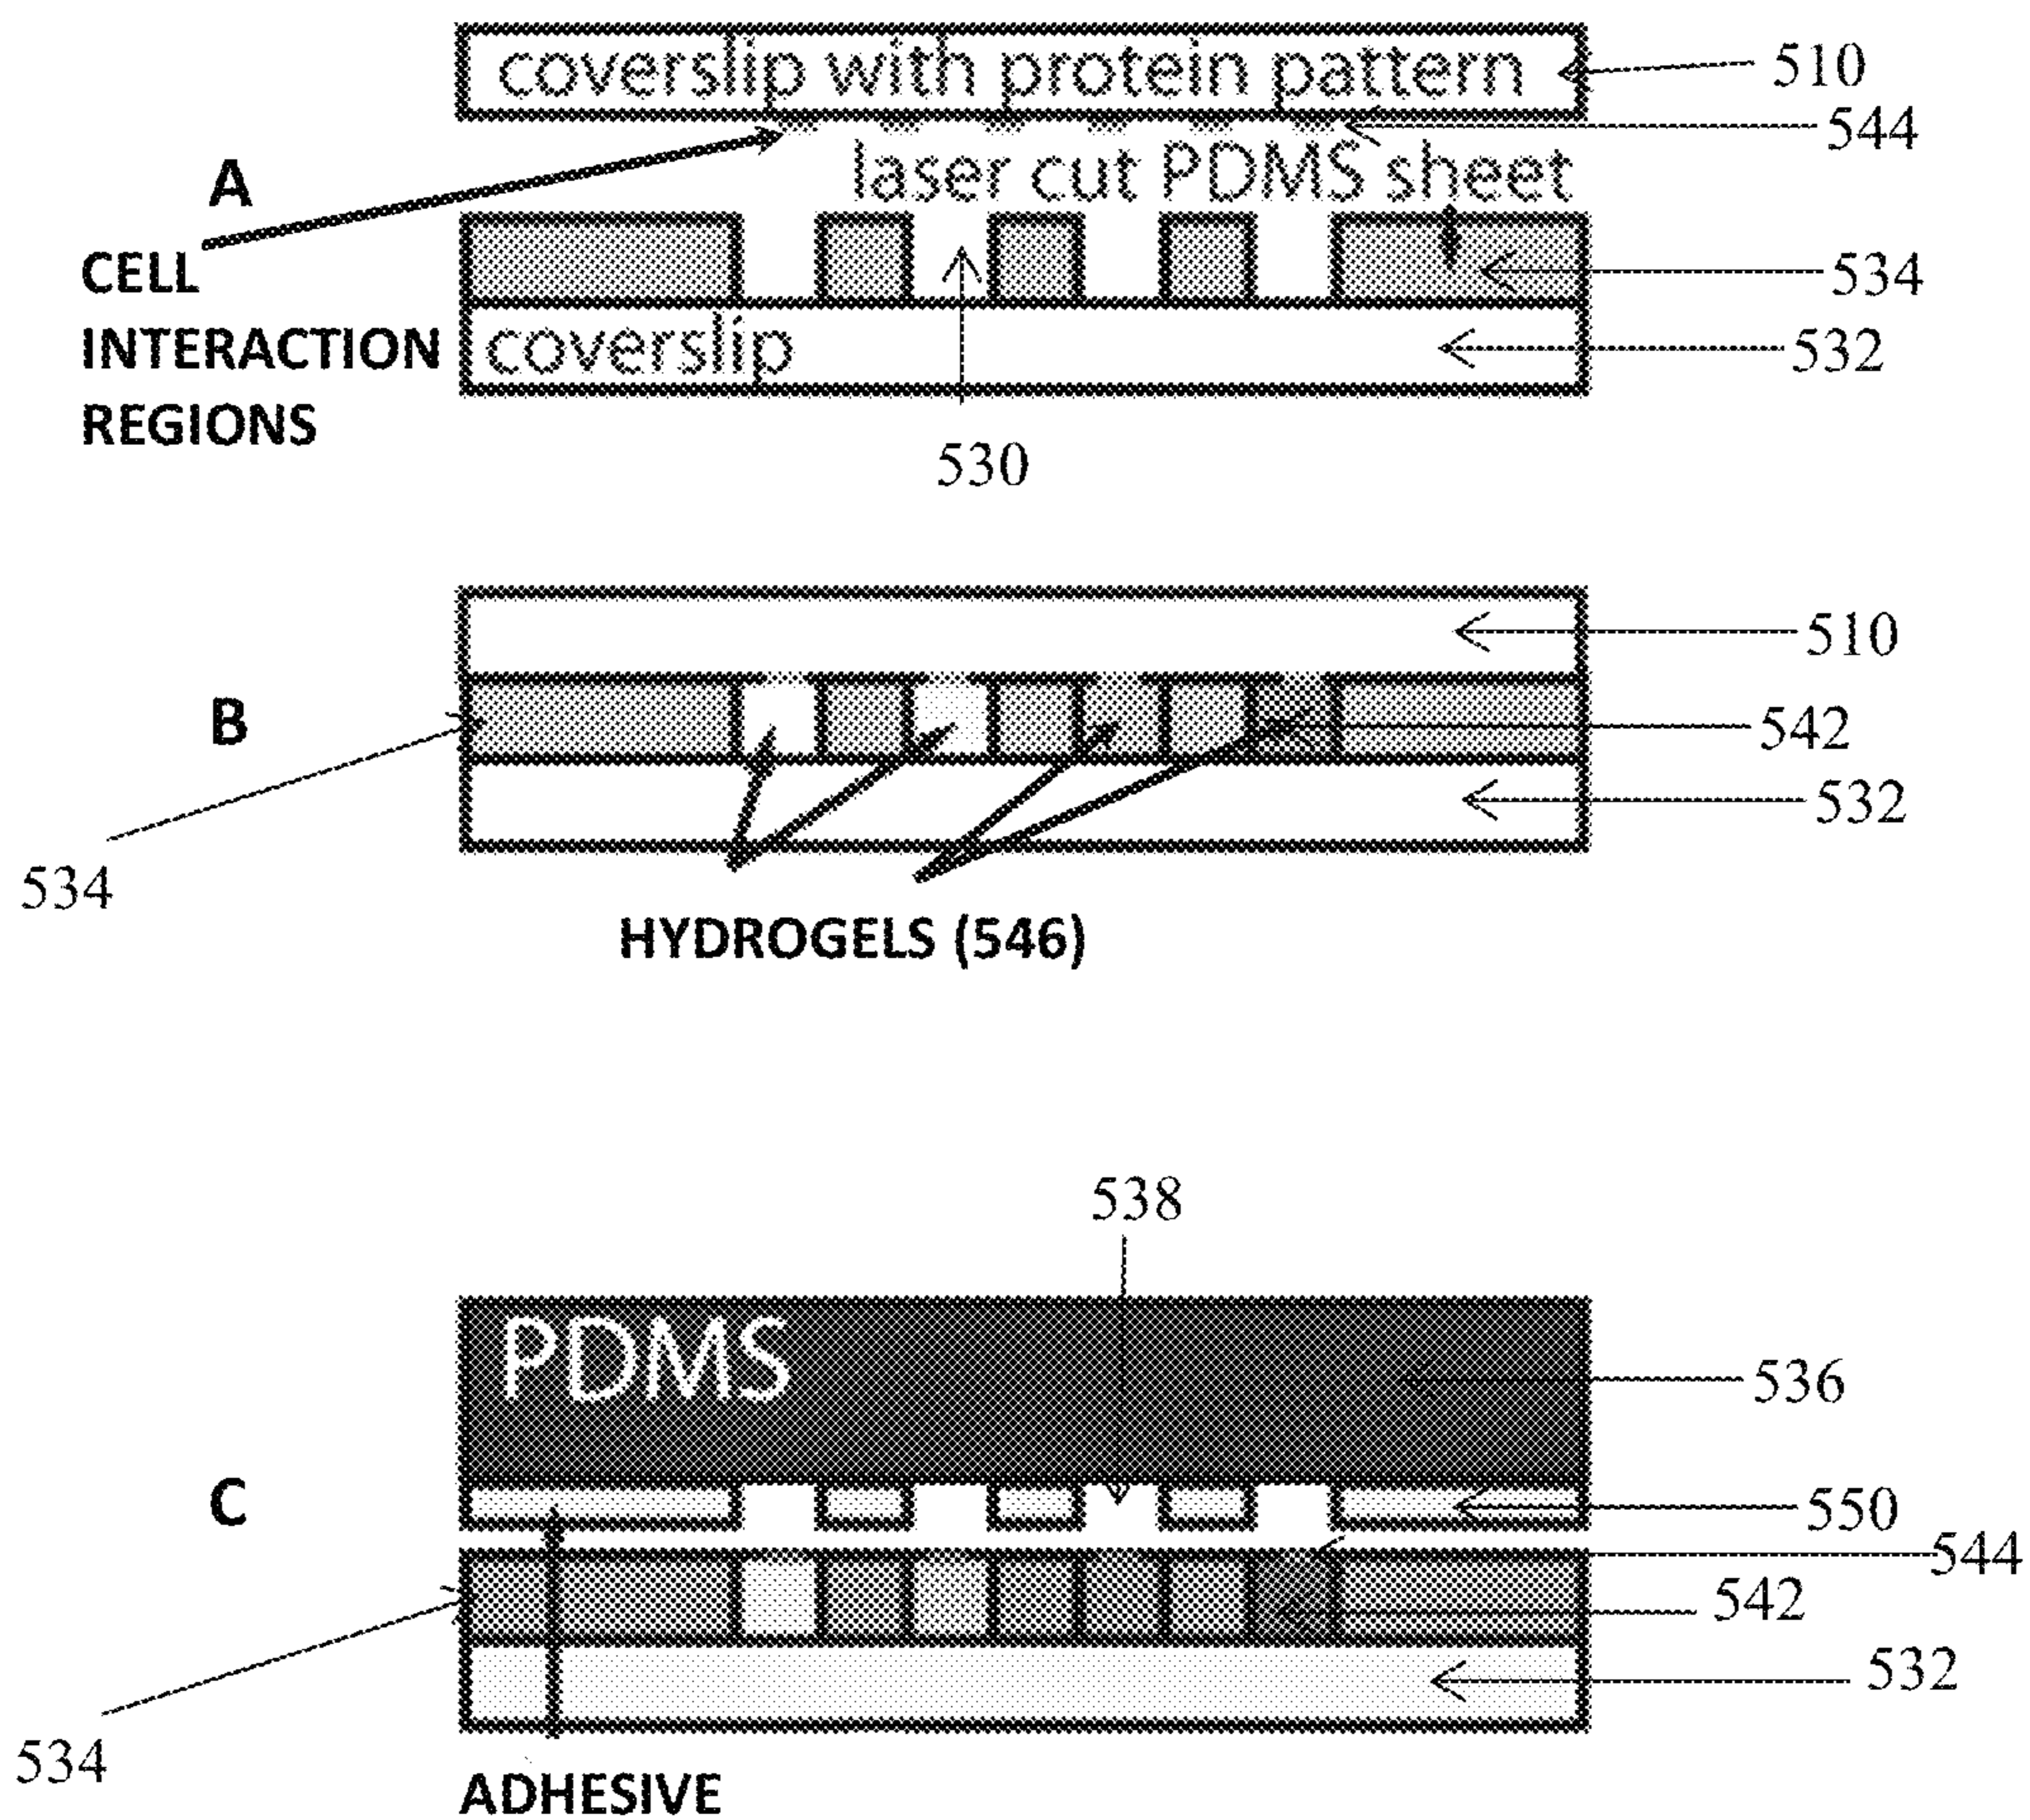 coverslip with protein pattern
510
544
A
laser cut PDMS sheet
CELL
INTERACTION
REGIONS
534
coverslip
532
530
510
B
542
532
534
HYDROGELS (546)
538
PDMS
536
C
550
544
542
532
534
ADHESIVE